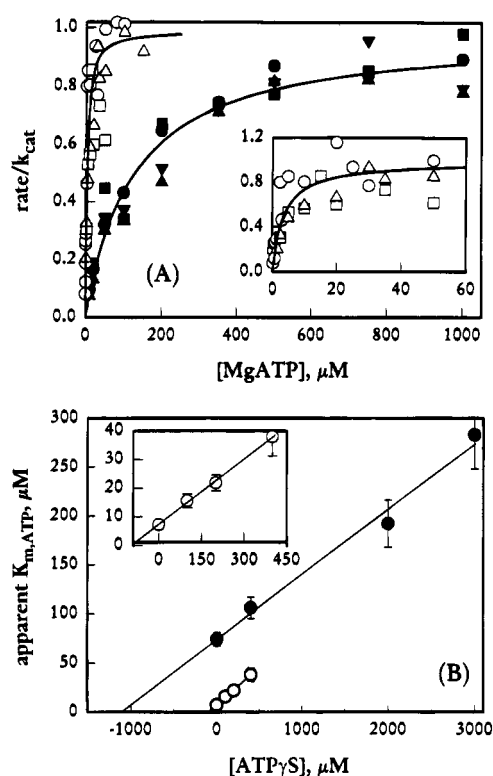 1.0
0.8
0.6
0.4
0.2
0.0
rate/kcat
(A)
1.2
0.8
0.4
0.0
0 20 40 60
0 200 400 600 800 1000
[MgATP], μM
300
250
200
150
100
50
0
apparent Km,ATP, μM
40
30
20
10
0
0 150 300 450
(B)
-1000 0 1000 2000 3000
[ATPγS], μM